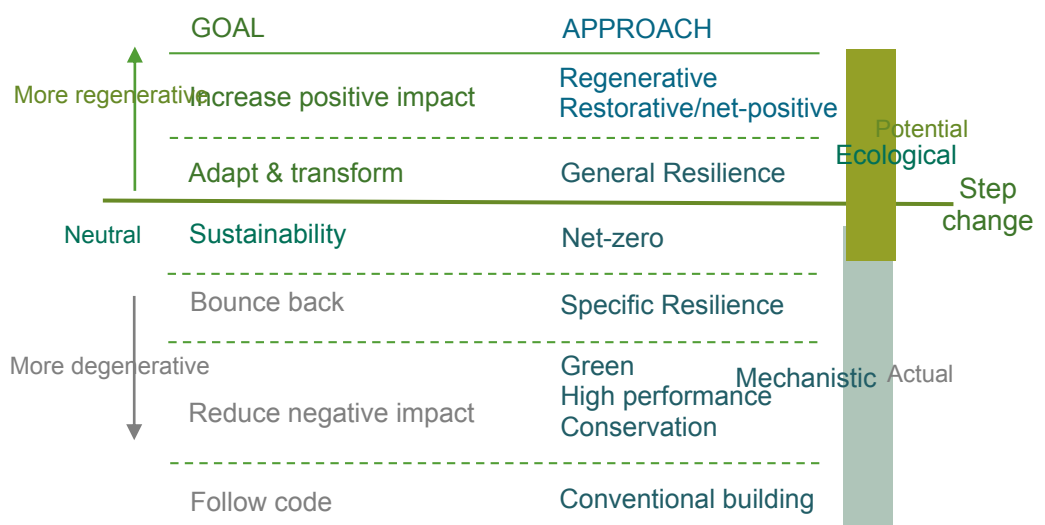 GOAL
APPROACH
More regenerative
Increase positive impact
Regenerative
Restorative/net-positive
Potential
Ecological
Adapt & transform
General Resilience
Step
change
Neutral
Sustainability
Net-zero
Bounce back
Specific Resilience
More degenerative
Reduce negative impact
Green
High performance
Conservation
Mechanistic
Actual
Follow code
Conventional building